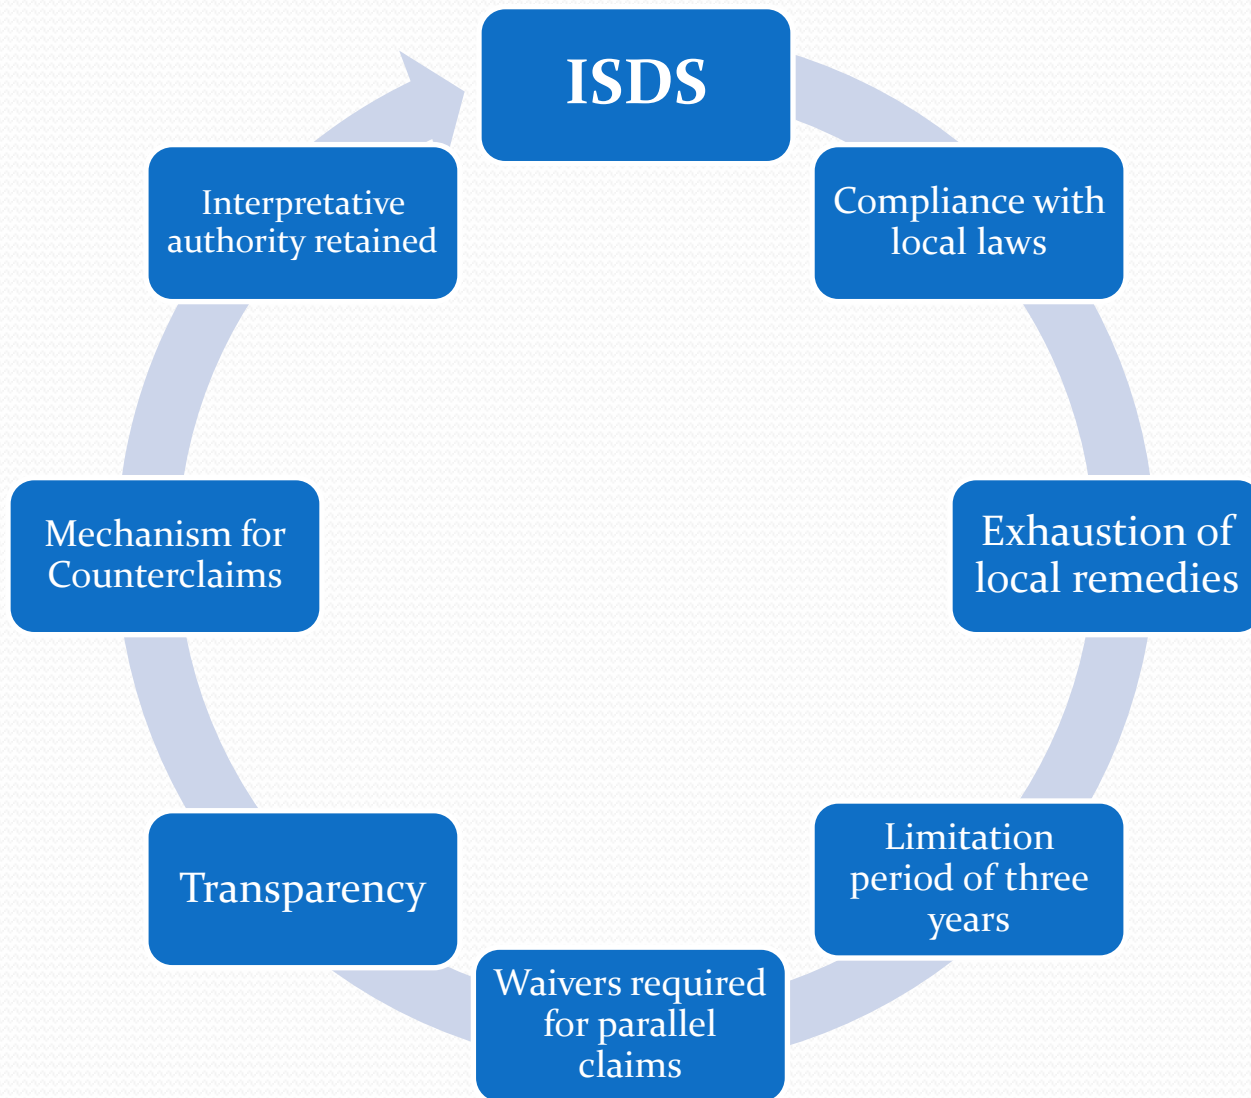 ISDS
Compliance with
local laws
Exhaustion of
local remedies
Limitation
period of three
years
Waivers required
for parallel
claims
Transparency
Mechanism for
Counterclaims
Interpretative
authority retained